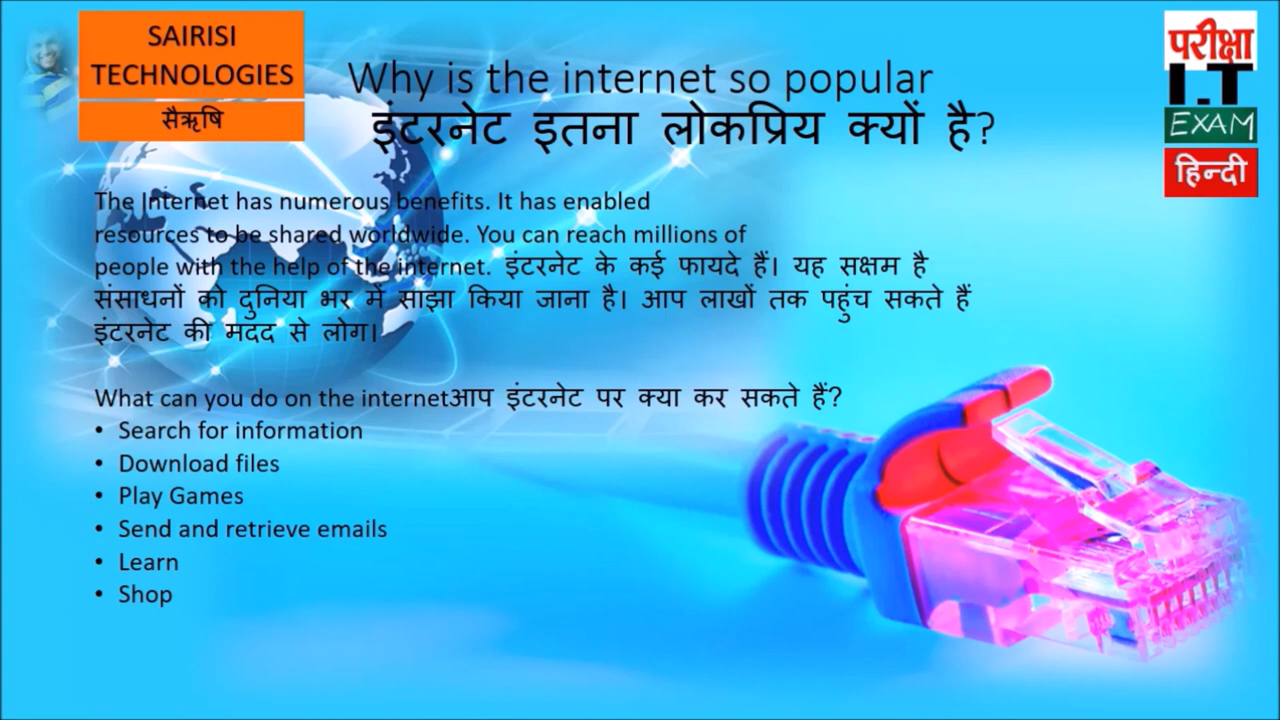 SAIRISI
TECHNOLOGIES
सैऋषि
Why is the internet so popular
इंटरनेट इतना लोकप्रिय क्यों है?
परीक्षा
I.T
EXAM
हिन्दी
The Internet has numerous benefits. It has enabled
resources to be shared worldwide. You can reach millions of
people with the help of the internet. इंटरनेट के कई फायदे हैं। यह सक्षम है
संसाधनों को दुनिया भर में साझा किया जाना है। आप लाखों तक पहुंच सकते हैं
इंटरनेट की मदद से लोग।
What can you do on the internetआप इंटरनेट पर क्या कर सकते हैं?
• Search for information
• Download files
• Play Games
• Send and retrieve emails
• Learn
• Shop